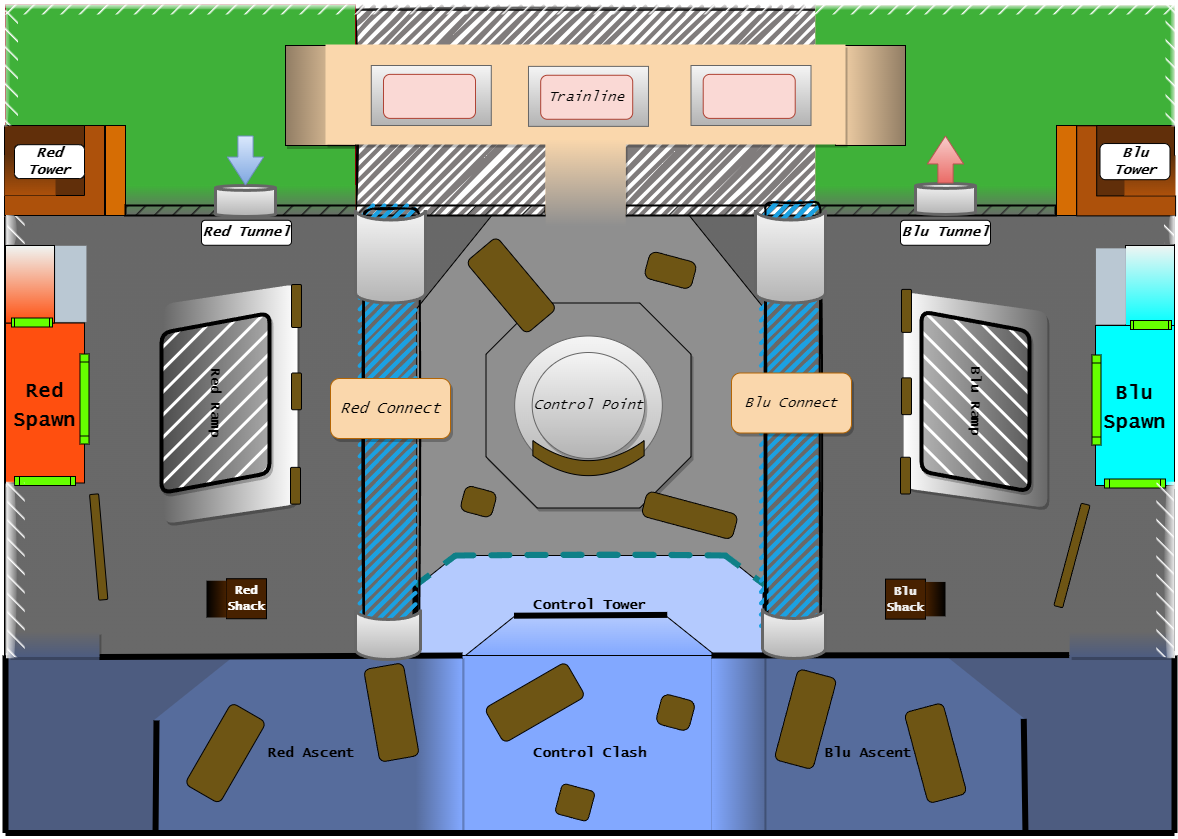 Trainline
Red
Tower
Blu
Tower
Red Tunnel
Blu Tunnel
Red
Spawn
Red Ramp
Red Connect
Control Point
Blu Connect
Blu Ramp
Blu
Spawn
Red
Shack
Control Tower
Blu
Shack
Red Ascent
Control Clash
Blu Ascent